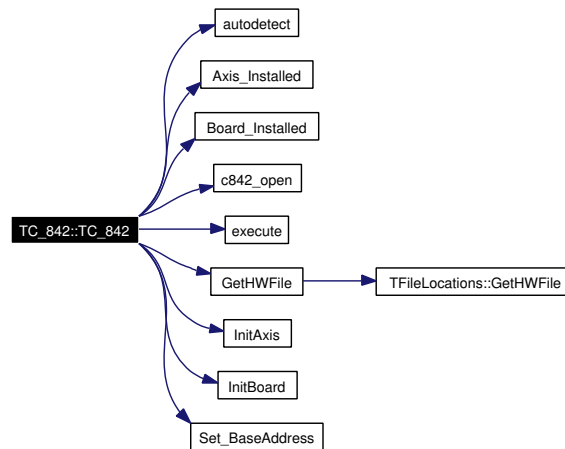 autodetect
Axis_Installed
Board_Installed
c842_open
TC_842::TC_842
execute
GetHWFile
TFileLocations::GetHWFile
InitAxis
InitBoard
Set_BaseAddress